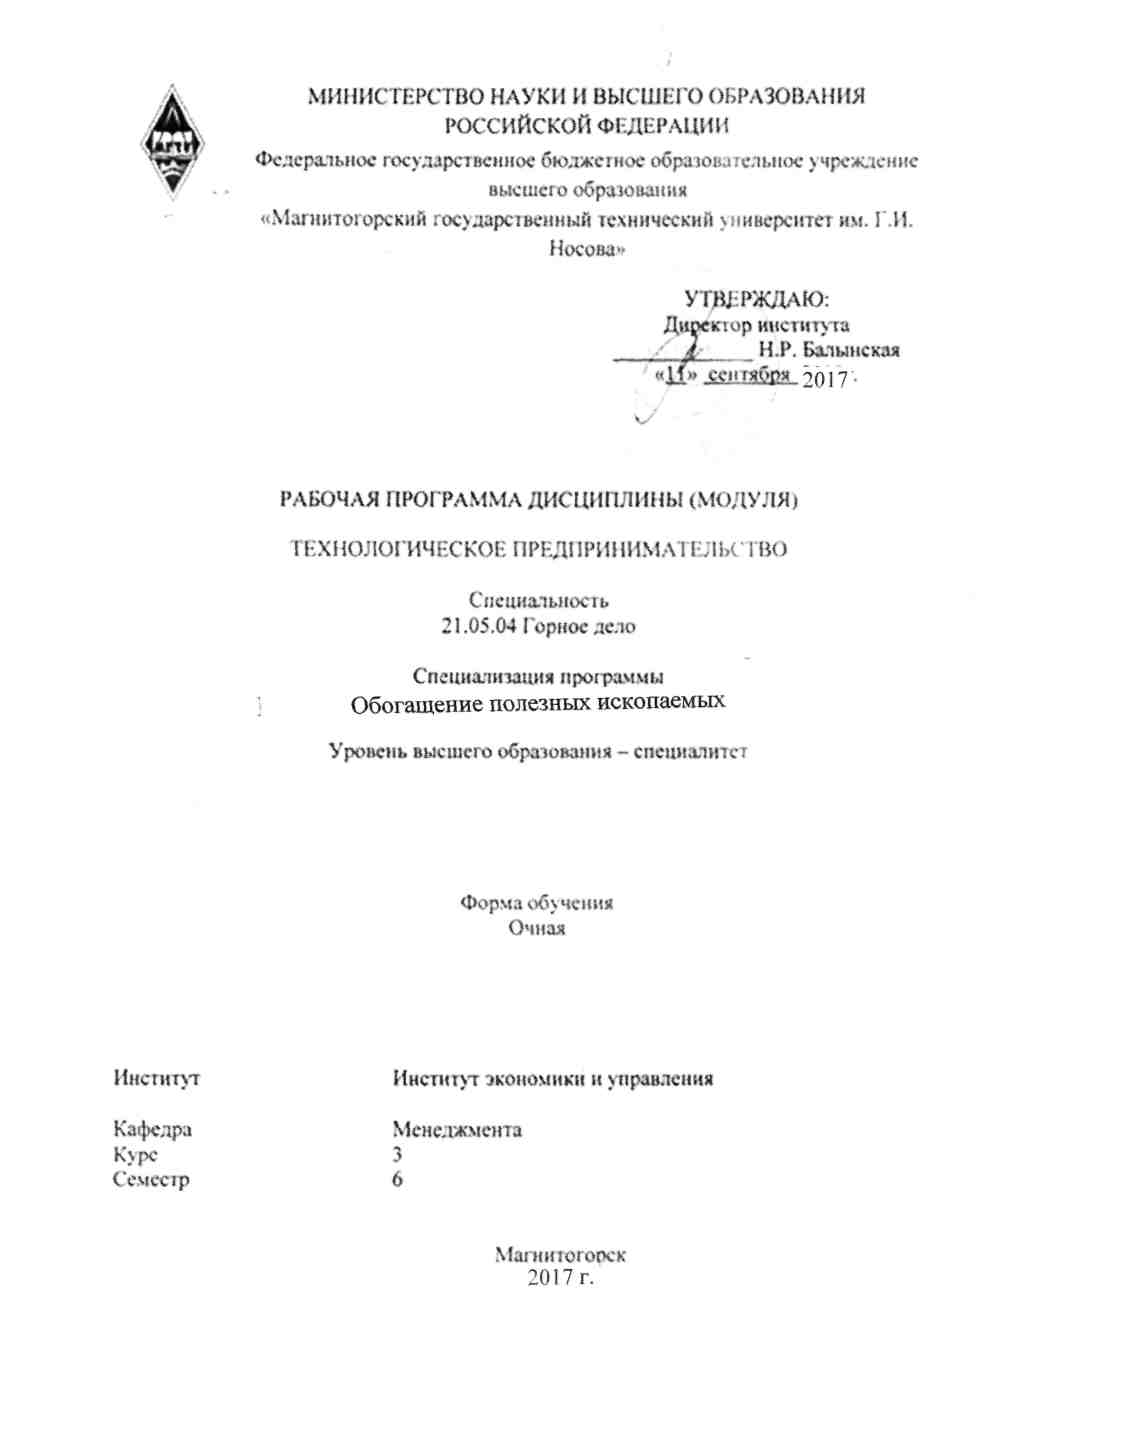 МИНИСТЕРСТВО НАУКИ И ВЫСШЕГО ОБРАЗОВАНИЯ
РОССИЙСКОЙ ФЕДЕРАЦИИ
Федеральное государственное бюджетное образовательное учреждение
высшего образования
«Магнитогорский государственный технический университет им. Г.И.
Носова»
УТВЕРЖДАЮ:
Директор института
Н.Р. Балынская
«11» сентября 2017
РАБОЧАЯ ПРОГРАММА ДИСЦИПЛИНЫ (МОДУЛЯ)
ТЕХНОЛОГИЧЕСКОЕ ПРЕДПРИНИМАТЕЛЬСТВО
Специальность
21.05.04 Горное дело
Специализация программы
Обогащение полезных ископаемых
Уровень высшего образования – специалитет
Форма обучения
Очная
Институт Институт экономики и управления
Кафедра Менеджмента
Курс 3
Семестр 6
Магнитогорск
2017 г.